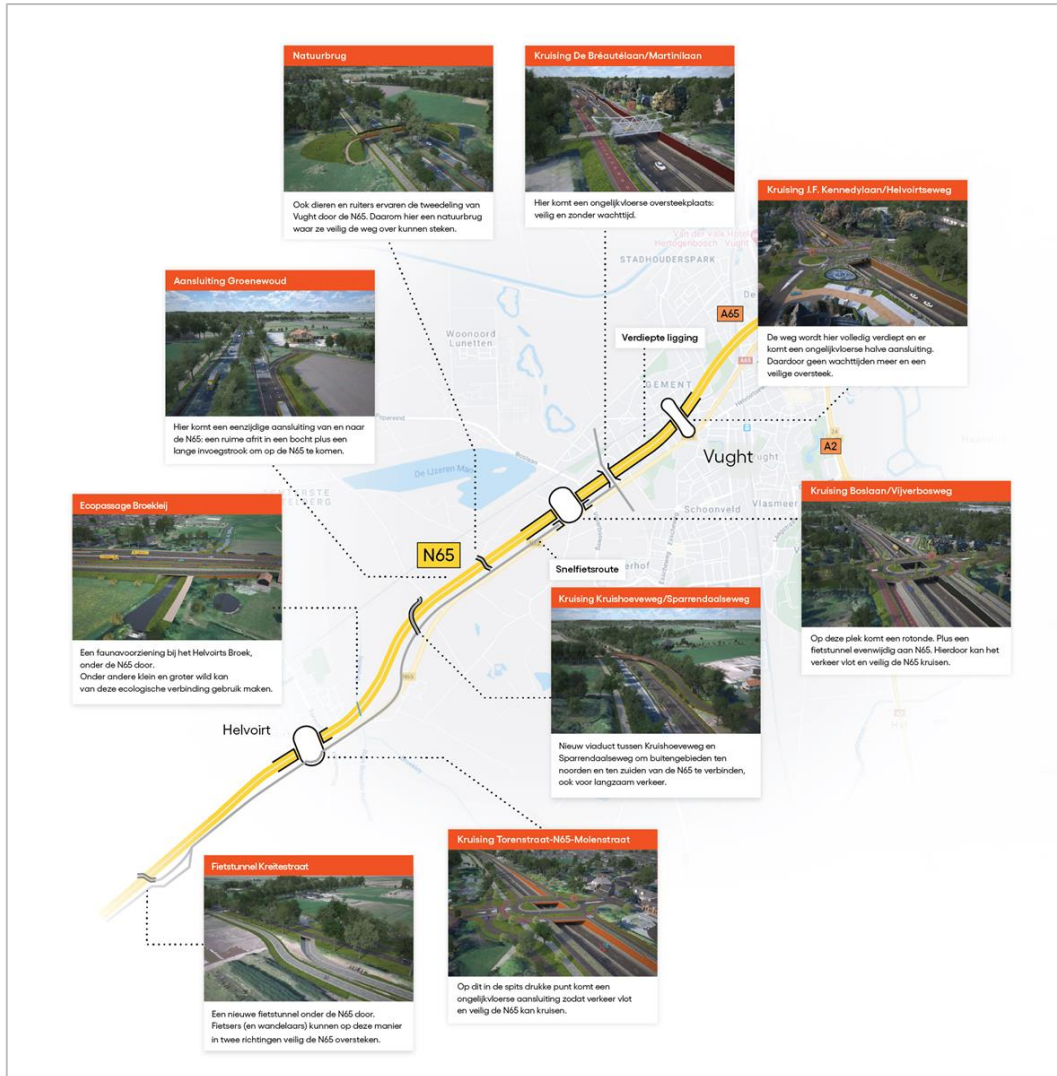 Natuurbrug
Ook dieren en ruiters ervaren de tweedeling van
Vught door de N65. Daarom hier een natuurbrug
waar ze veilig de weg over kunnen steken.
Kruising De Bréautélaan/Martinilaan
Hier komt een ongelijkvloerse oversteekplaats:
veilig en zonder wachttijd.
Kruising J.F. Kennedylaan/Helvoirtseweg
De weg wordt hier volledig verdiept en er
komt een ongelijkvloerse halve aansluiting.
Daardoor geen wachttijden meer en een
veilige oversteek.
STADHOUDERSPARK
Aansluiting Groenewoud
Hier komt een eenzijdige aansluiting van en naar
de N65: een ruime afrit in een bocht plus een
lange invoegstrook om op de N65 te komen.
Woonoord
Lunetten
A65
Verdiepte ligging
GEMENT
A2
Vught
De IJzeren Man
Schoonveld
Ecopassage Broekleij
Een faunavoorziening bij het Helvoirts Broek,
onder de N65 door.
Onder andere klein en groter wild kan
van deze ecologische verbinding gebruik maken.
N65
Snelfietsroute
Kruising Boslaan/Vijverbosweg
Op deze plek komt een rotonde. Plus een
fietstunnel evenwijdig aan N65. Hierdoor kan het
verkeer vlot en veilig de N65 kruisen.
Kruising Kruishoeveweg/Sparrendaalseweg
Nieuw viaduct tussen Kruishoeveweg en
Sparrendaalseweg om buitengebieden ten
noorden en ten zuiden van de N65 te verbinden,
ook voor langzaam verkeer.
Helvoirt
Fietstunnel Kreitestraat
Een nieuwe fietstunnel onder de N65 door.
Fietsers (en wandelaars) kunnen op deze manier
in twee richtingen veilig de N65 oversteken.
Kruising Torenstraat-N65-Molenstraat
Op dit in de spits drukke punt komt een
ongelijkvloerse aansluiting zodat verkeer vlot
en veilig de N65 kan kruisen.